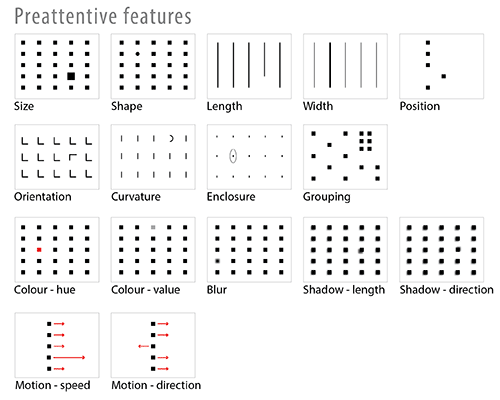 Preattentive features
Size
Shape
Length
Width
Position
Orientation
Curvature
Enclosure
Grouping
Colour - hue
Colour - value
Blur
Shadow - length
Shadow - direction
Motion - speed
Motion - direction